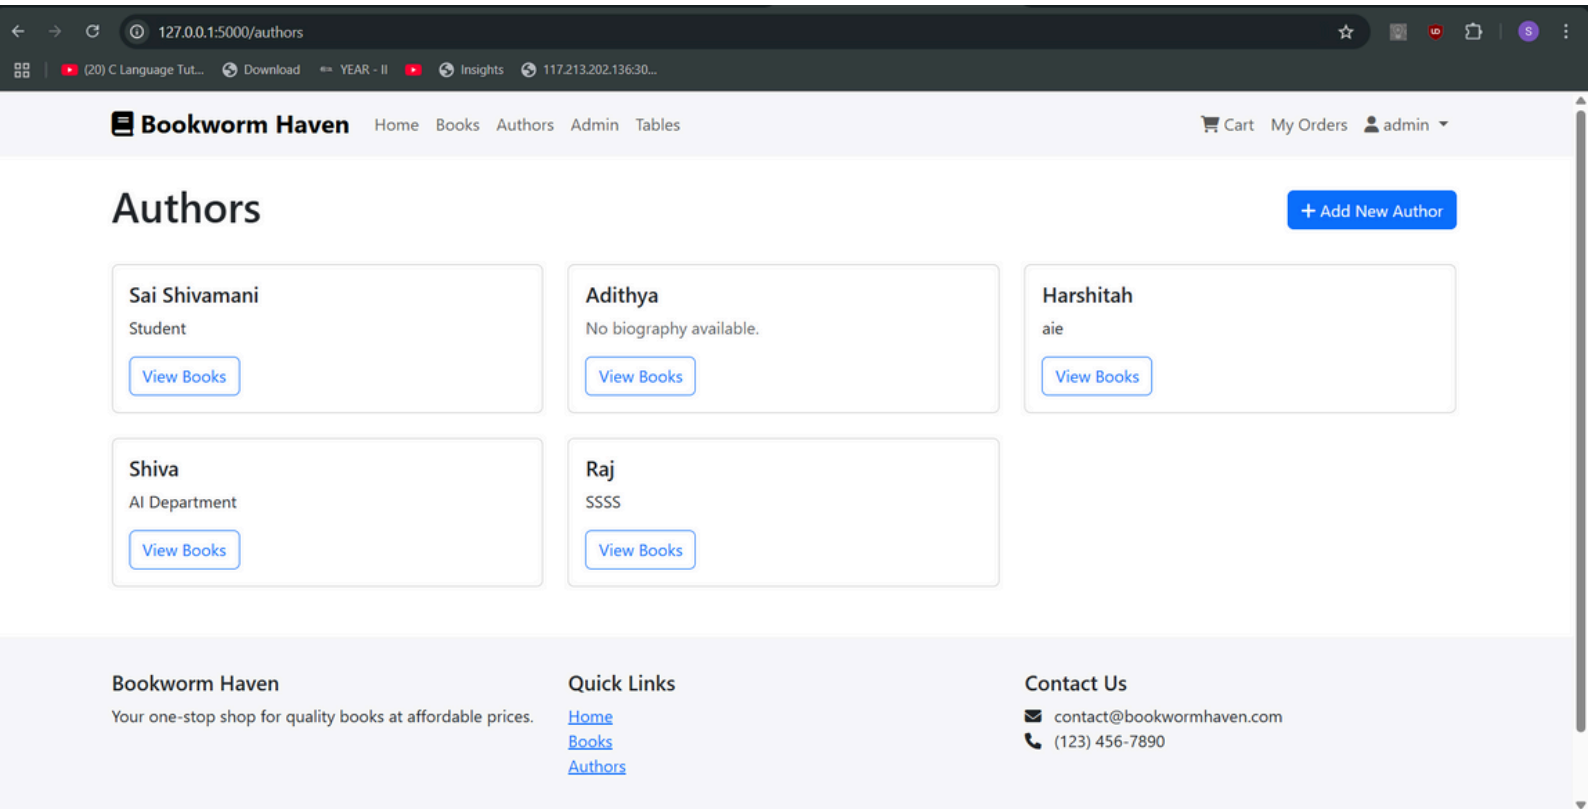 127.0.0.1:5000/authors
(20) C Language Tut... Download YEAR - II Insights 117.213.202.136:30...
Bookworm Haven Home Books Authors Admin Tables Cart My Orders admin
Authors
+ Add New Author
Sai Shivamani
Student
View Books
Adithya
No biography available.
View Books
Harshitah
aie
View Books
Shiva
AI Department
View Books
Raj
SSSS
View Books
Bookworm Haven
Your one-stop shop for quality books at affordable prices.
Quick Links
Home
Books
Authors
Contact Us
contact@bookwormhaven.com
(123) 456-7890